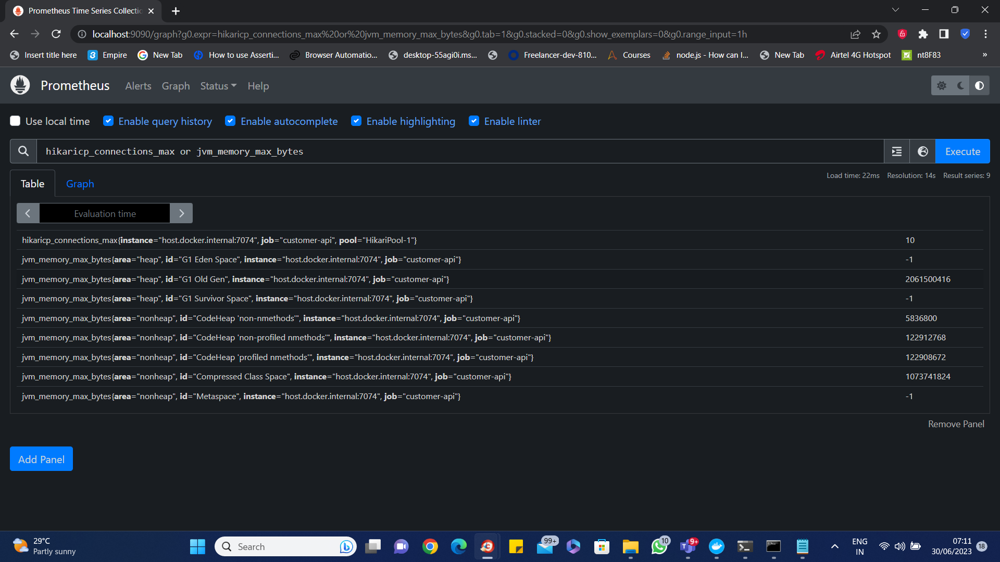 Prometheus Time Series Collectio
localhost:9090/graph?g0.expr=hikaricp_connections_max%20or%20jvm_memory_max_bytes&g0.tab=1&g0.stacked=0&g0.show_exemplars=0&g0.range_input=1h
Insert title here Empire New Tab How to use Asserti... Browser Automatio... desktop-55agi0i.ms... Freelancer-dev-810... Courses node.js - How can I... New Tab Airtel 4G Hotspot nt8F83 »
Prometheus Alerts Graph Status Help
Use local time Enable query history Enable autocomplete Enable highlighting Enable linter
hikaricp_connections_max or jvm_memory_max_bytes Execute
Table Graph Load time: 22ms Resolution: 14s Result series: 9
Evaluation time
hikaricp_connections_max{instance="host.docker.internal:7074", job="customer-api", pool="HikariPool-1"} 10
jvm_memory_max_bytes{area="heap", id="G1 Eden Space", instance="host.docker.internal:7074", job="customer-api"} -1
jvm_memory_max_bytes{area="heap", id="G1 Old Gen", instance="host.docker.internal:7074", job="customer-api"} 2061500416
jvm_memory_max_bytes{area="heap", id="G1 Survivor Space", instance="host.docker.internal:7074", job="customer-api"} -1
jvm_memory_max_bytes{area="nonheap", id="CodeHeap 'non-nmethods'", instance="host.docker.internal:7074", job="customer-api"} 5836800
jvm_memory_max_bytes{area="nonheap", id="CodeHeap 'non-profiled nmethods'", instance="host.docker.internal:7074", job="customer-api"} 122912768
jvm_memory_max_bytes{area="nonheap", id="CodeHeap 'profiled nmethods'", instance="host.docker.internal:7074", job="customer-api"} 122908672
jvm_memory_max_bytes{area="nonheap", id="Compressed Class Space", instance="host.docker.internal:7074", job="customer-api"} 1073741824
jvm_memory_max_bytes{area="nonheap", id="Metaspace", instance="host.docker.internal:7074", job="customer-api"} -1
Remove Panel
Add Panel
29°C
Partly sunny
Search
99+
10
9+
ENG
IN
07:11
30/06/2023
18